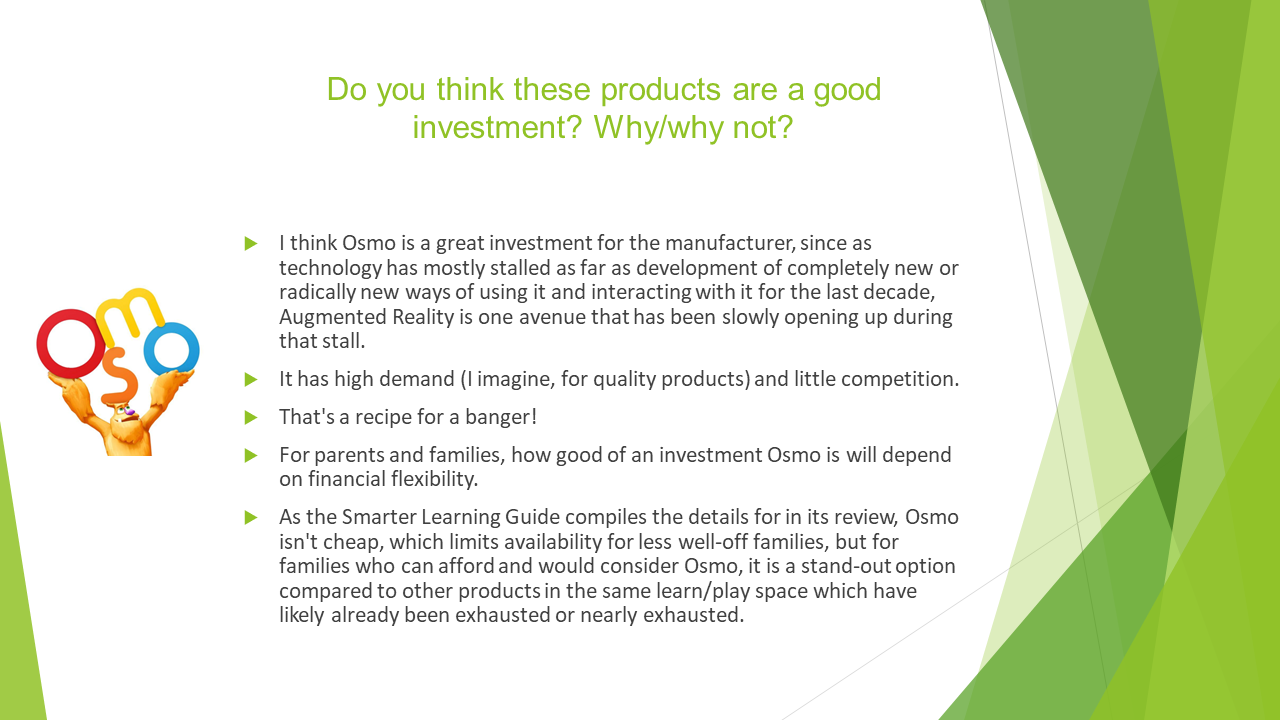 Do you think these products are a good
investment? Why/why not?
I think Osmo is a great investment for the manufacturer, since as
technology has mostly stalled as far as development of completely new or
radically new ways of using it and interacting with it for the last decade,
Augmented Reality is one avenue that has been slowly opening up during
that stall.
It has high demand (I imagine, for quality products) and little competition.
That's a recipe for a banger!
For parents and families, how good of an investment Osmo is will depend
on financial flexibility.
As the Smarter Learning Guide compiles the details for in its review, Osmo
isn't cheap, which limits availability for less well-off families, but for
families who can afford and would consider Osmo, it is a stand-out option
compared to other products in the same learn/play space which have
likely already been exhausted or nearly exhausted.
osmo